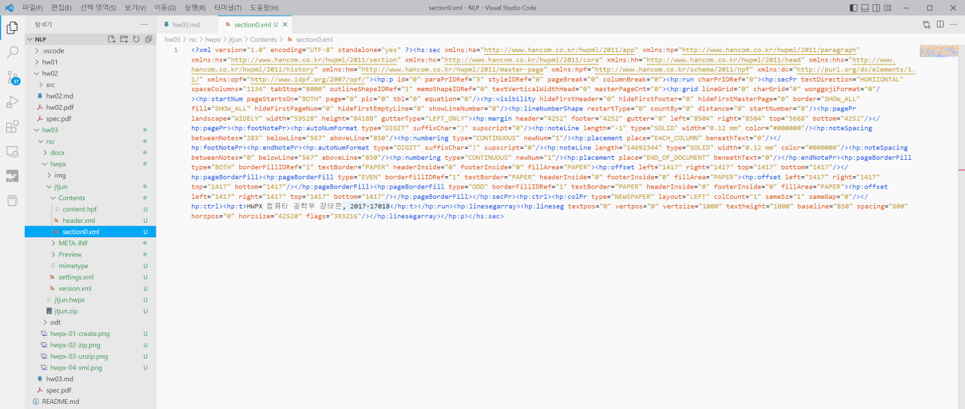 파일(F) 편집(E) 선택 영역(S) 보기(V) 이동(G) 실행(R) 터미널(T) 도움말(H)
section0.xml - NLP - Visual Studio Code
탐색기
NLP
.vscode
hw01
hw02
src
hw02.md
hw02.pdf
spec.pdf
hw03
rsc
docx
hwpx
img
jtjun
Contents
content.hpf U
header.xml U
section0.xml U
META-INF
Preview
mimetype U
settings.xml U
version.xml U
jtjun.hwpx U
jtjun.zip U
odt
hwpx-01-create.png U
hwpx-02-zip.png U
hwpx-03-unzip.png U
hwpx-04-xml.png U
hw03.md
spec.pdf
README.md
hw03.md
section0.xml U
hw03 > rsc > hwpx > jtjun > Contents > section0.xml
1
<?xml version="1.0" encoding="UTF-8" standalone="yes" ?><hs:sec xmlns:ha="http://www.hancom.co.kr/hwpml/2011/app" xmlns:hp="http://www.hancom.co.kr/hwpml/2011/paragraph"
xmlns:hs="http://www.hancom.co.kr/hwpml/2011/section" xmlns:hc="http://www.hancom.co.kr/hwpml/2011/core" xmlns:hh="http://www.hancom.co.kr/hwpml/2011/head" xmlns:hhs="http://www.
hancom.co.kr/hwpml/2011/history" xmlns:hm="http://www.hancom.co.kr/hwpml/2011/master-page" xmlns:hpf="http://www.hancom.co.kr/schema/2011/hpf" xmlns:dc="http://purl.org/dc/elements/1.
1/" xmlns:opf="http://www.idpf.org/2007/opf/"><hp:p id="0" paraPrIDRef="3" styleIDRef="0" pageBreak="0" columnBreak="0"><hp:run charPrIDRef="0"><hp:secPr textDirection="HORIZONTAL"
spaceColumns="1134" tabStop="8000" outlineShapeIDRef="1" memoShapeIDRef="0" textVerticalWidthHead="0" masterPageCnt="0"><hp:grid lineGrid="0" charGrid="0" wonggojiFormat="0"/
><hp:startNum pageStartsOn="BOTH" page="0" pic="0" tbl="0" equation="0"/><hp:visibility hideFirstHeader="0" hideFirstFooter="0" hideFirstMasterPage="0" border="SHOW_ALL"
fill="SHOW_ALL" hideFirstPageNum="0" hideFirstEmptyLine="0" showLineNumber="0"/><hp:lineNumberShape restartType="0" countBy="0" distance="0" startNumber="0"/><hp:pagePr
landscape="WIDELY" width="59528" height="84188" gutterType="LEFT_ONLY"><hp:margin header="4252" footer="4252" gutter="0" left="8504" right="8504" top="5668" bottom="4252"/></
hp:pagePr><hp:footNotePr><hp:autoNumFormat type="DIGIT" suffixChar=")" supscript="0"/><hp:noteLine length="-1" type="SOLID" width="0.12 mm" color="#000000"/><hp:noteSpacing
betweenNotes="283" belowLine="567" aboveLine="850"/><hp:numbering type="CONTINUOUS" newNum="1"/><hp:placement place="EACH_COLUMN" beneathText="0"/></
hp:footNotePr><hp:endNotePr><hp:autoNumFormat type="DIGIT" suffixChar=")" supscript="0"/><hp:noteLine length="14692344" type="SOLID" width="0.12 mm" color="#000000"/><hp:noteSpacing
betweenNotes="0" belowLine="567" aboveLine="850"/><hp:numbering type="CONTINUOUS" newNum="1"/><hp:placement place="END_OF_DOCUMENT" beneathText="0"/></hp:endNotePr><hp:pageBorderFill
type="BOTH" borderFillIDRef="1" textBorder="PAPER" headerInside="0" footerInside="0" fillArea="PAPER"><hp:offset left="1417" right="1417" top="1417" bottom="1417"/></
hp:pageBorderFill><hp:pageBorderFill type="EVEN" borderFillIDRef="1" textBorder="PAPER" headerInside="0" footerInside="0" fillArea="PAPER"><hp:offset left="1417" right="1417"
top="1417" bottom="1417"/></hp:pageBorderFill><hp:pageBorderFill type="ODD" borderFillIDRef="1" textBorder="PAPER" headerInside="0" footerInside="0" fillArea="PAPER"><hp:offset
left="1417" right="1417" top="1417" bottom="1417"/></hp:pageBorderFill></hp:secPr><hp:ctrl><hp:colPr type="NEWSPAPER" layout="LEFT" colCount="1" sameSz="1" sameGap="0"/></
hp:ctrl><hp:t>HWPX 컴퓨터 공학부 장태준, 2017-17018</hp:t></hp:run><hp:linesegarray><hp:lineseg textpos="0" vertpos="0" vertsize="1000" textheight="1000" baseline="850" spacing="600"
horzpos="0" horzsize="42520" flags="393216"/></hp:linesegarray></hp:p></hs:sec>